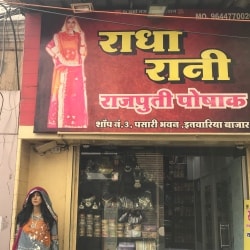 राधा
रानी
राजपुती पोषाक
शॉप नं.3, पसारी भवन ,इतवारिया बाजार